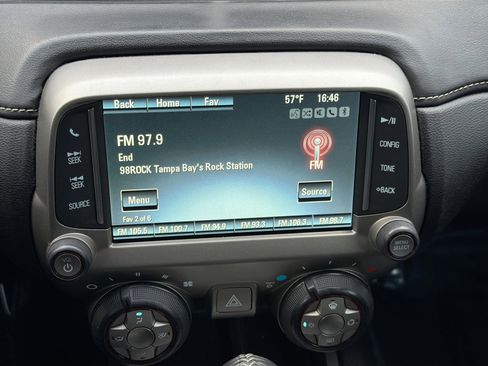 Back Home Fav 57°F 16:46
FM 97.9
End
98ROCK Tampa Bay's Rock Station
FM
Menu
Source
Fav 2 of 6
FM 105.5 FM 100.7 FM 94.9 FM 93.3 FM 106.3 FM 98.7
SEEK
SEEK
SOURCE
CONFIG
TONE
BACK
MENU
SELECT